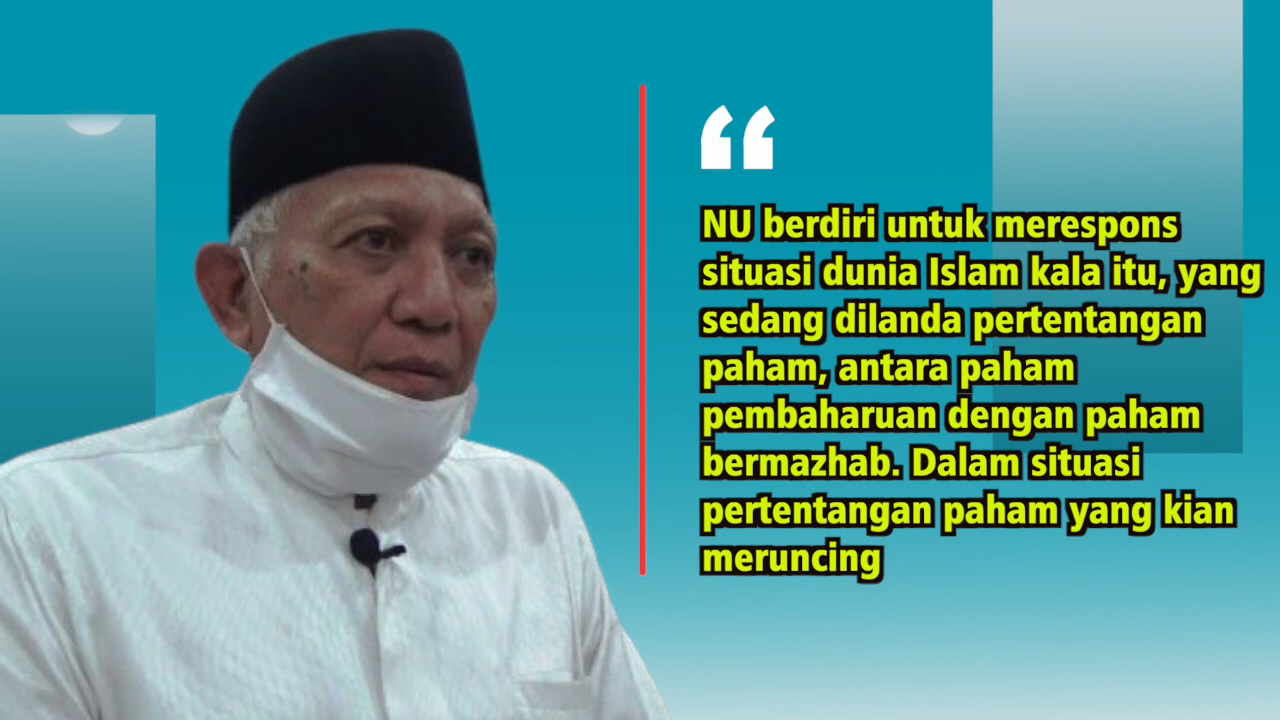 NU berdiri untuk merespons
situasi dunia Islam kala itu, yang
sedang dilanda pertentangan
paham, antara paham
pembaharuan dengan paham
bermazhab. Dalam situasi
pertentangan paham yang kian
meruncing